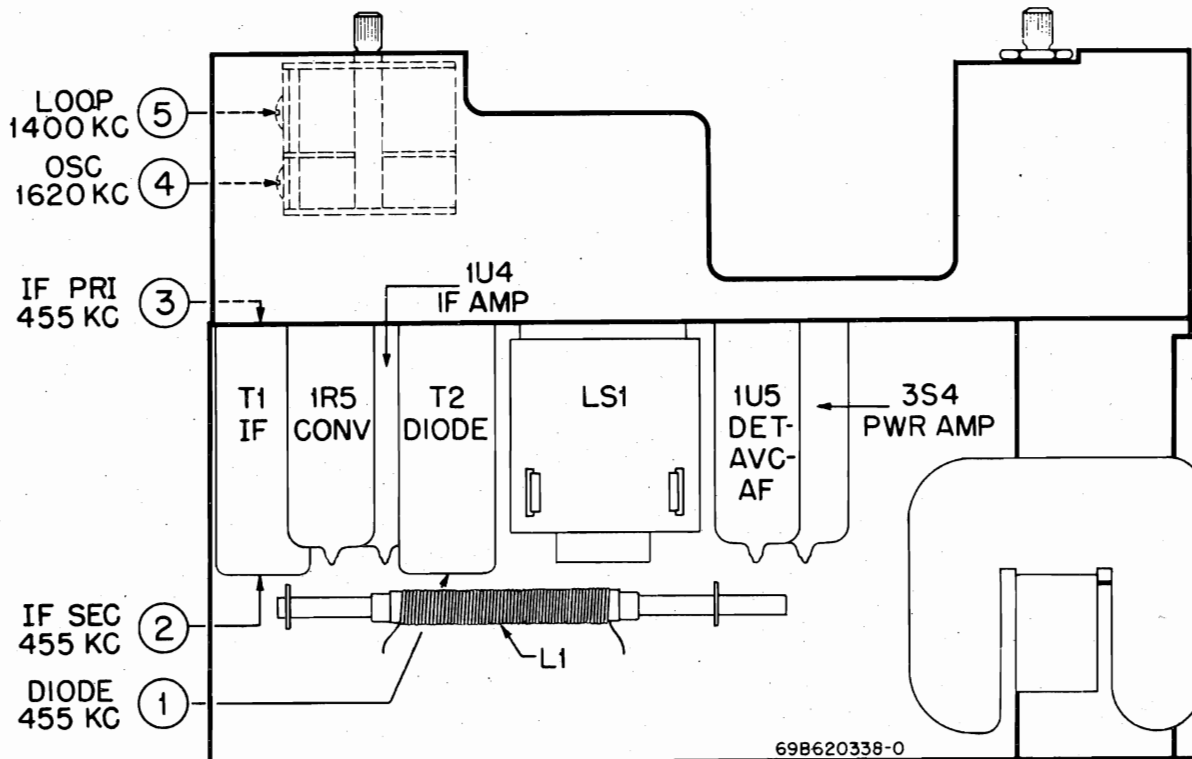 LOOP
1400 KC
5
OSC
1620 KC
4
IF PRI
455 KC
3
1U4
IF AMP
T1
IF
1R5
CONV
T2
DIODE
LS1
1U5
DET-
AVC-
AF
3S4
PWR AMP
IF SEC
455 KC
2
L1
DIODE
455 KC
1
69B620338-0